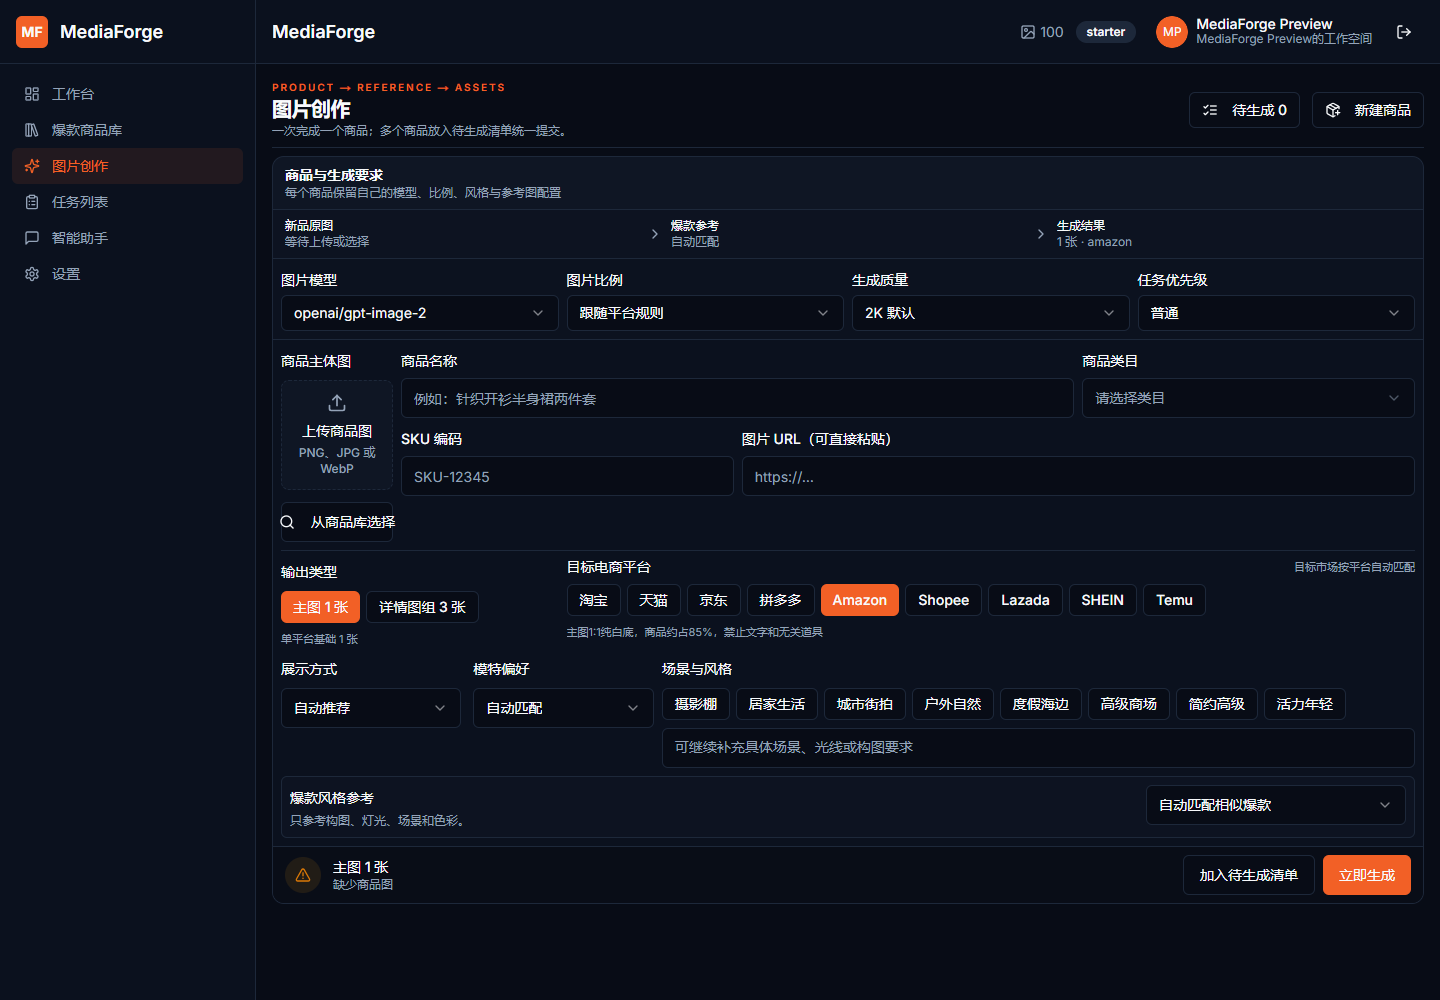 MF
MediaForge
MediaForge
100
starter
MP
MediaForge Preview
MediaForge Preview的工作空间
工作台
爆款商品库
图片创作
任务列表
智能助手
设置
PRODUCT → REFERENCE → ASSETS
图片创作
一次完成一个商品；多个商品放入待生成清单统一提交。
待生成 0
新建商品
商品与生成要求
每个商品保留自己的模型、比例、风格与参考图配置
新品原图
等待上传或选择
爆款参考
自动匹配
生成结果
1 张 · amazon
图片模型
图片比例
生成质量
任务优先级
openai/gpt-image-2
跟随平台规则
2K 默认
普通
商品主体图
商品名称
商品类目
上传商品图
PNG、JPG 或
WebP
例如：针织开衫半身裙两件套
请选择类目
SKU 编码
图片 URL（可直接粘贴）
SKU-12345
https://...
从商品库选择
输出类型
目标电商平台
目标市场按平台自动匹配
主图 1 张
详情图组 3 张
淘宝
天猫
京东
拼多多
Amazon
Shopee
Lazada
SHEIN
Temu
单平台基础 1 张
主图1:1纯白底，商品约占85%，禁止文字和无关道具
展示方式
模特偏好
场景与风格
自动推荐
自动匹配
摄影棚
居家生活
城市街拍
户外自然
度假海边
高级商场
简约高级
活力年轻
可继续补充具体场景、光线或构图要求
爆款风格参考
只参考构图、灯光、场景和色彩。
自动匹配相似爆款
主图 1 张
缺少商品图
加入待生成清单
立即生成